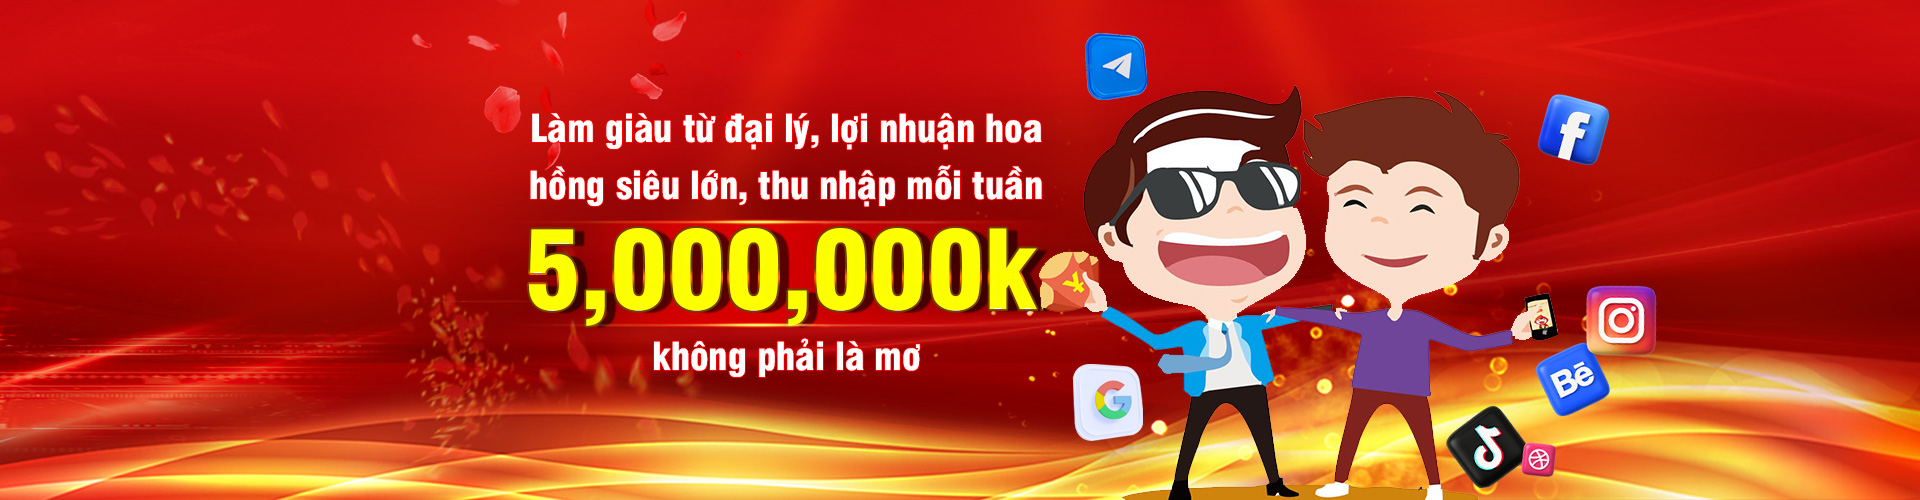 Làm giàu từ đại lý, lợi nhuận hoa
hồng siêu lớn, thu nhập mỗi tuần
5,000,000k
không phải là mơ